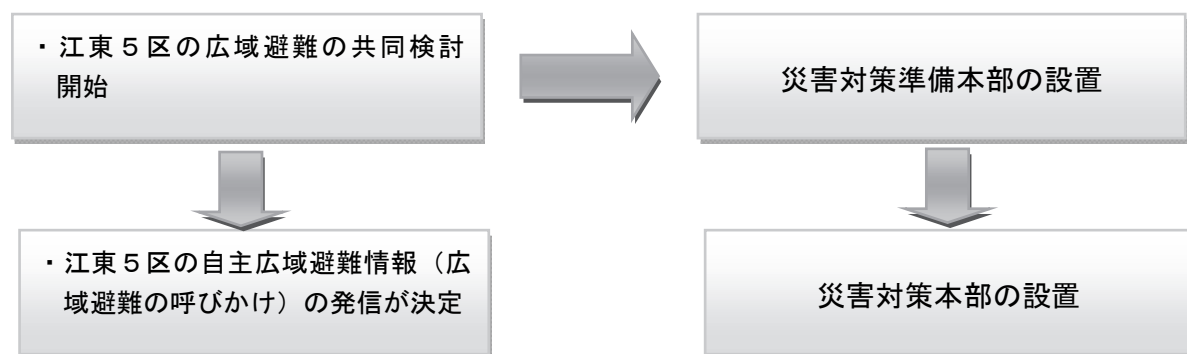 ・江東５区の広域避難の共同検討
開始
災害対策準備本部の設置
・江東５区の自主広域避難情報（広
域避難の呼びかけ）の発信が決定
災害対策本部の設置